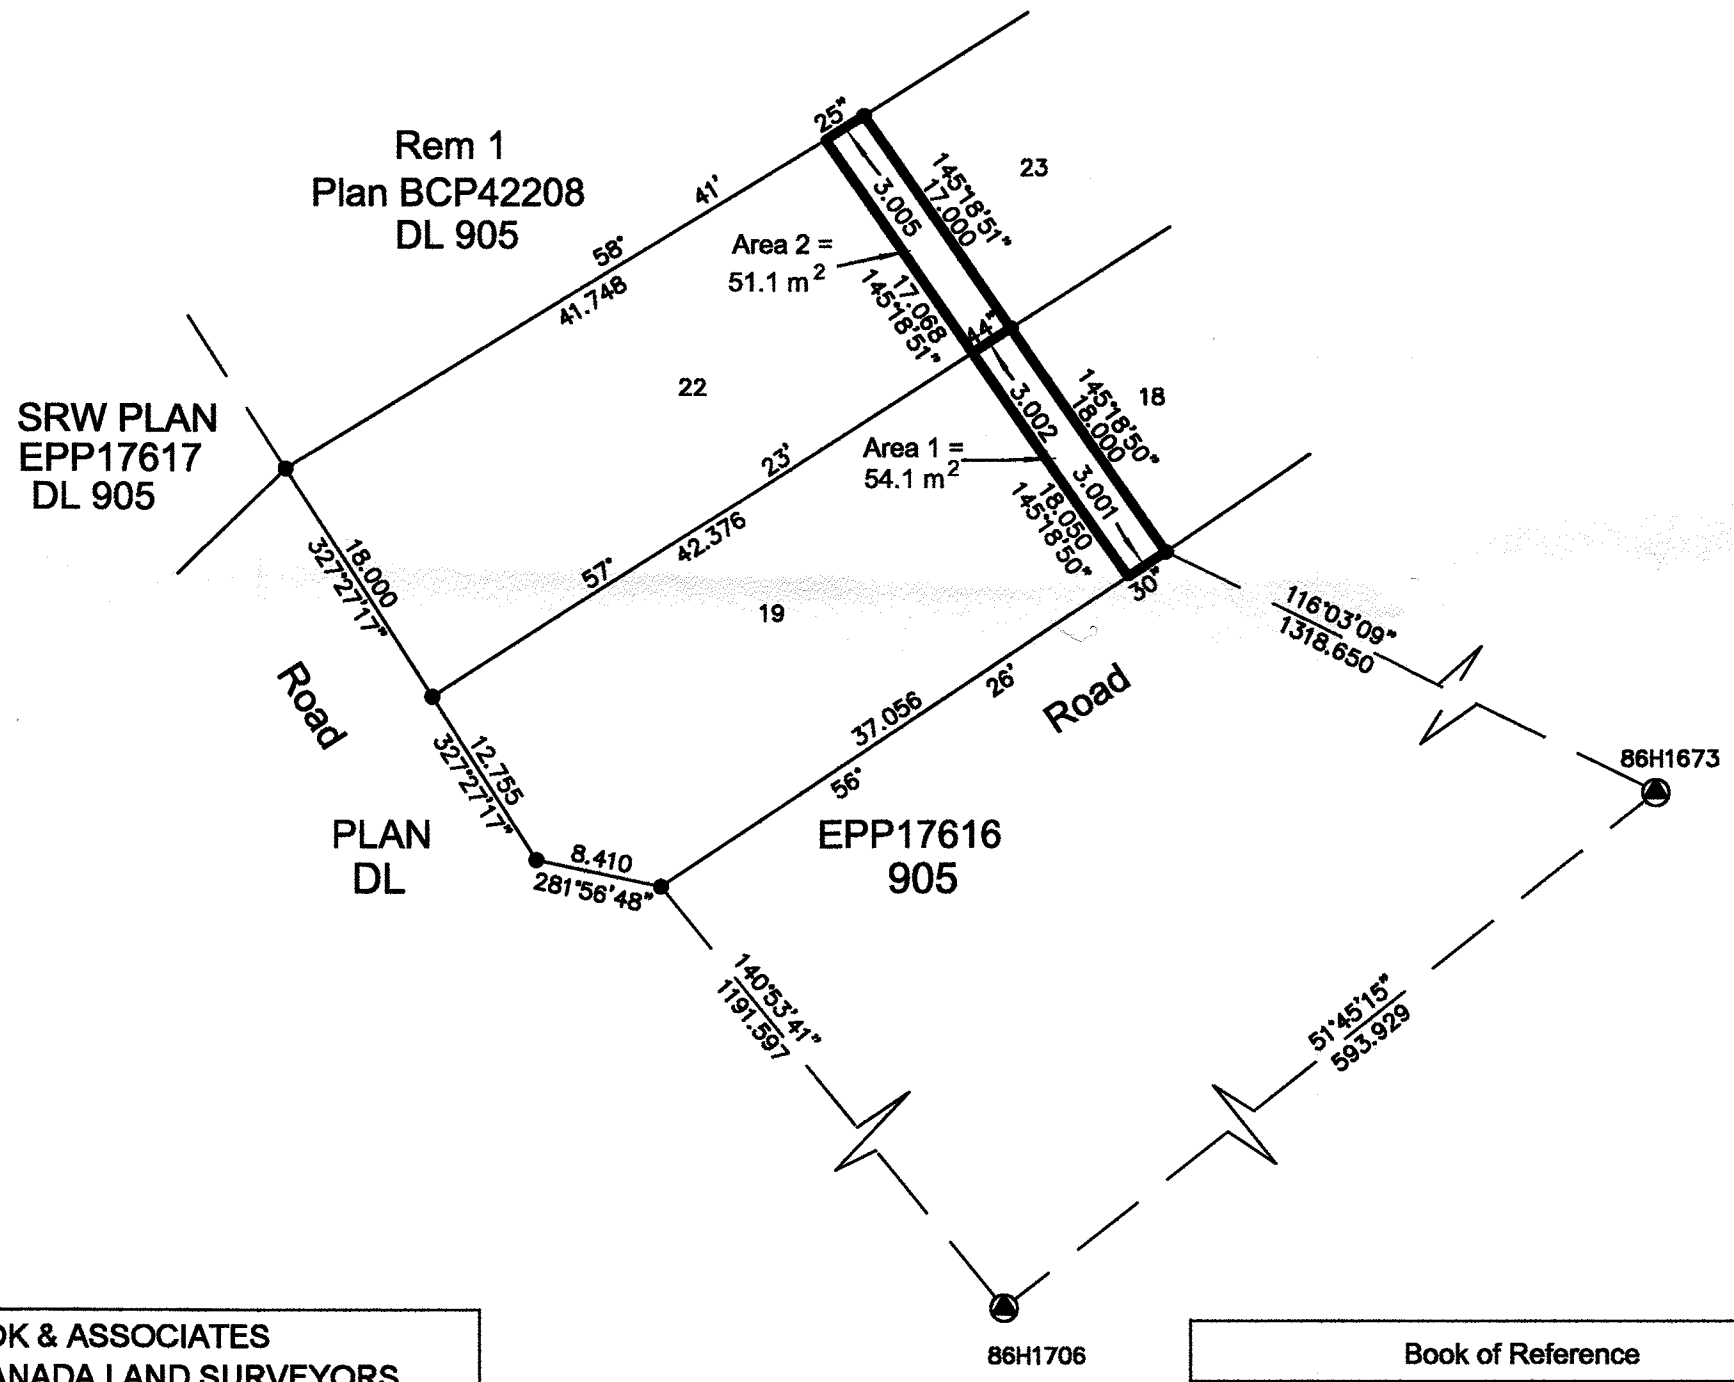 Rem 1
Plan BCP42208
DL 905
25"
41'
58°
41.748
3.005
145°18'51"
17.000
23
Area 2 =
51.1 m2
17.068
145°18'51"
44"
22
SRW PLAN
EPP17617
DL 905
3.002
145°18'50"
18.000
18
Area 1 =
54.1 m2
3.001
18.050
145°18'50"
23'
42.376
57°
18.000
327°27'17"
19
30"
116°03'09"
1318.650
Road
26'
37.056
56°
Road
12.755
327°27'17"
86H1673
PLAN
DL
EPP17616
905
8.410
281°56'48"
140°53'41"
1191.597
51°45'15"
593.929
86H1706
OK & ASSOCIATES
ANADA LAND SURVEYORS
Book of Reference